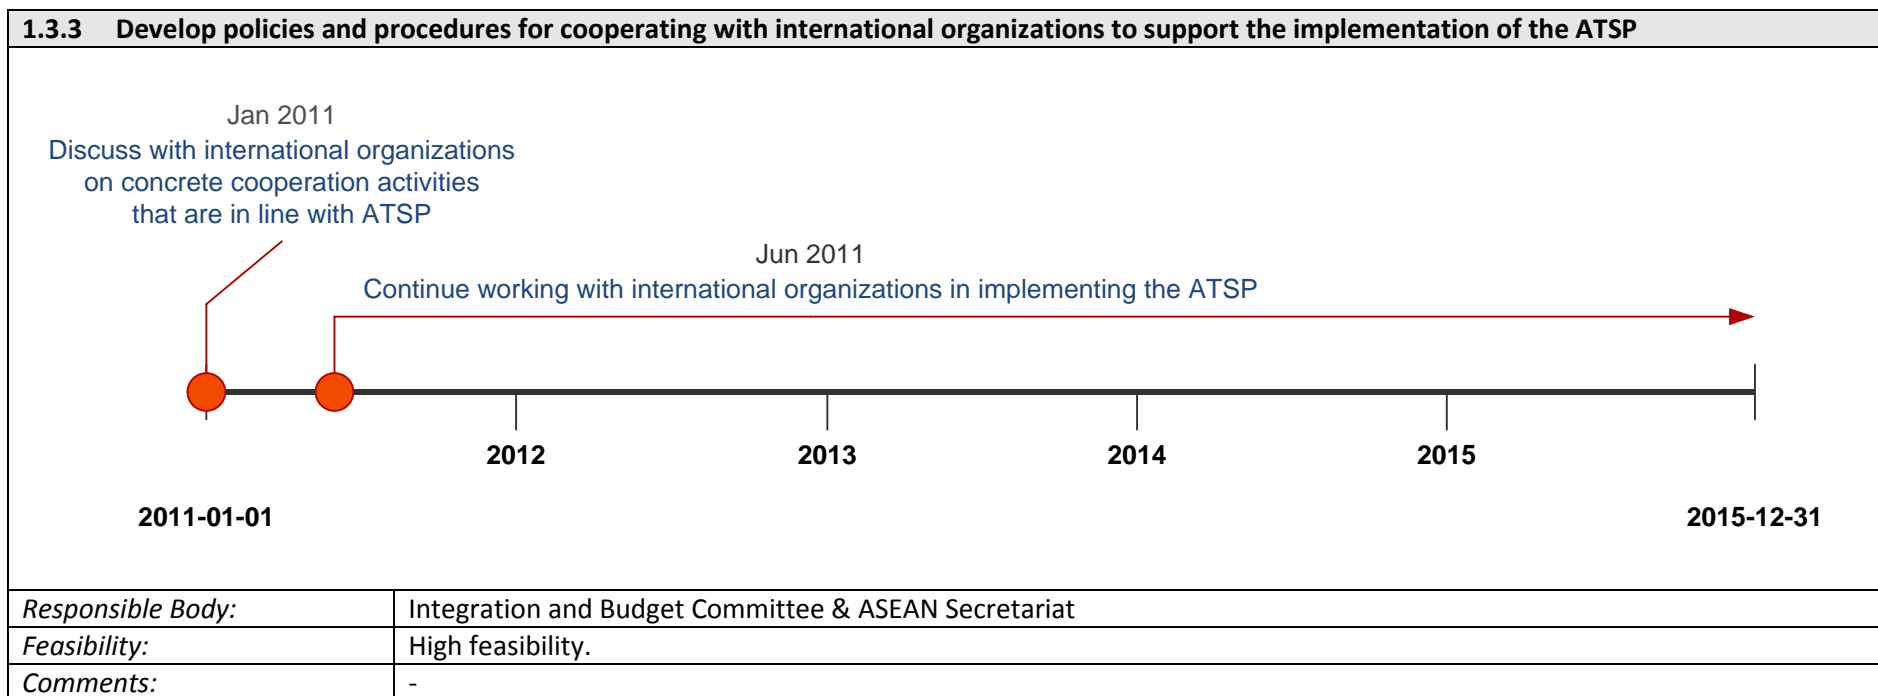 1.3.3 Develop policies and procedures for cooperating with international organizations to support the implementation of the ATSP
Jan 2011
Discuss with international organizations
on concrete cooperation activities
that are in line with ATSP
Jun 2011
Continue working with international organizations in implementing the ATSP
2012 2013 2014 2015
2011-01-01 2015-12-31
Responsible Body: Integration and Budget Committee & ASEAN Secretariat
Feasibility: High feasibility.
Comments: -